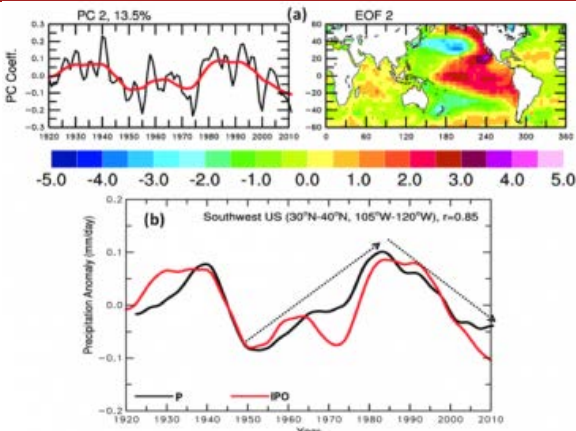 PC 2, 13.5% (a) EOF 2
PC Coeff.
0.3
0.2
0.1
0.0
-0.1
-0.2
-0.3
1920 1930 1940 1950 1960 1970 1980 1990 2000 2010
60
40
20
0
-20
-40
-60
0 60 120 180 240 300 360
-5.0 -4.0 -3.0 -2.0 -1.0 0.0 1.0 2.0 3.0 4.0 5.0
(b) Southwest US (30°N-40°N, 105°W-120°W), r=0.85
Precipitation Anomaly (mm/day)
0.2
0.1
0.0
-0.1
-0.2
P IPO
1920 1930 1940 1950 1960 1970 1980 1990 2000 2010